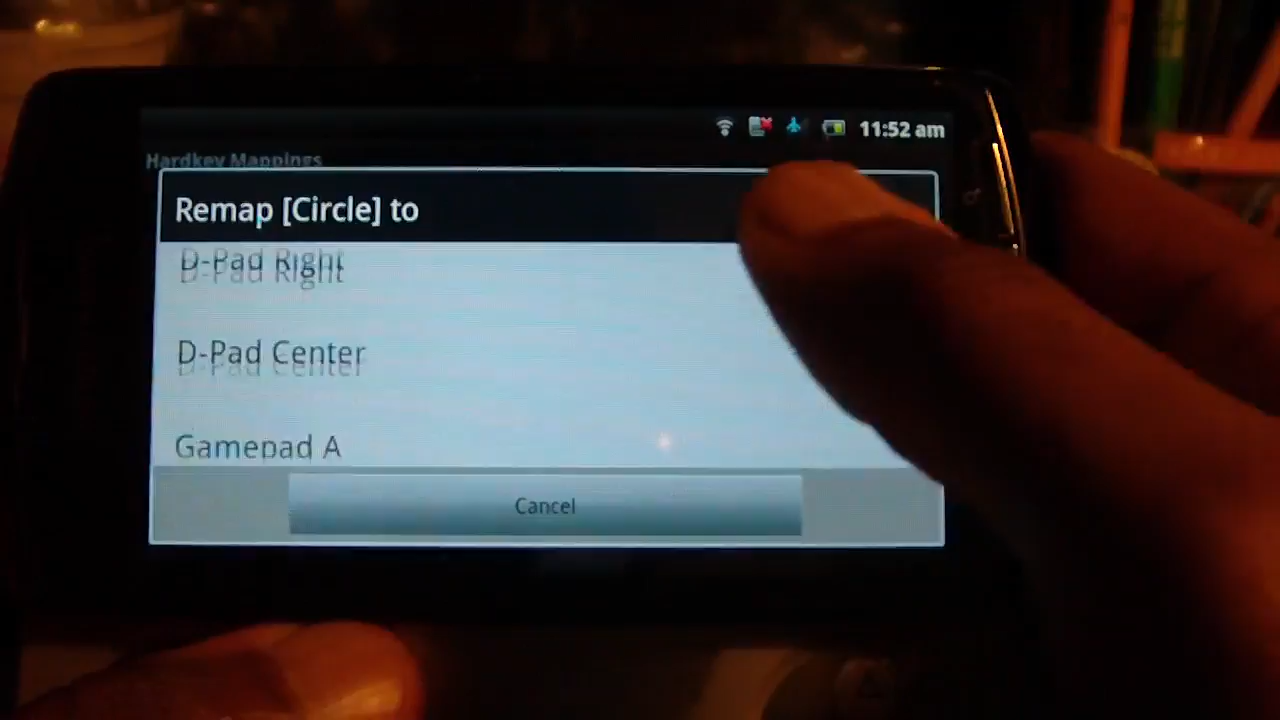 11:52 am
Hardkey Mappings
Remap [Circle] to
D-Pad Right
D-Pad Center
Gamepad A
Cancel